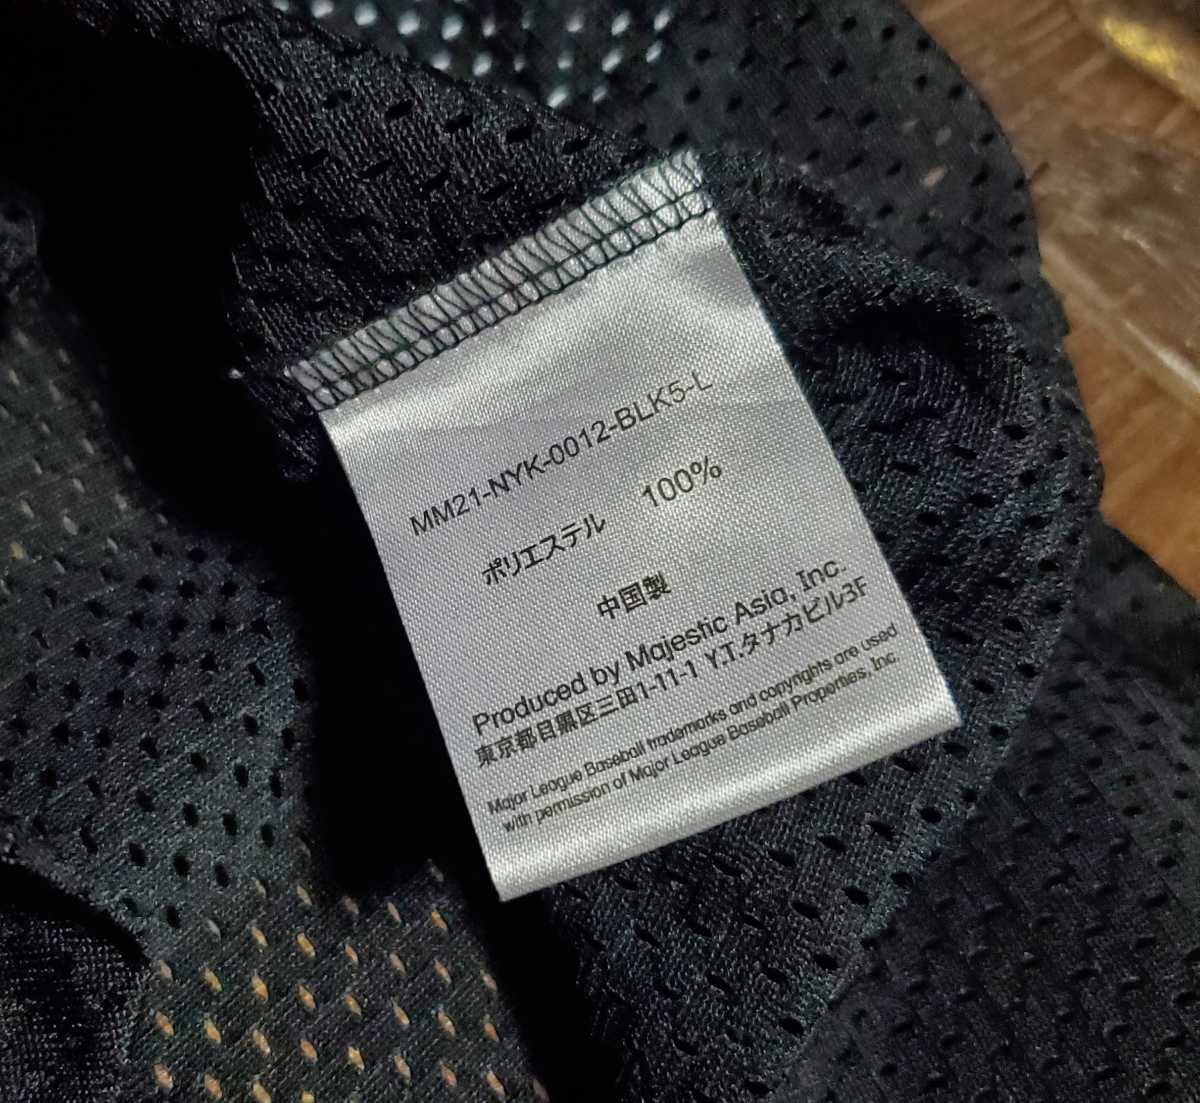 MM21-NYK-0012-BLK5-L
ポリエステル 100%
中国製
Produced by Majestic Asia, Inc.
東京都目黒区三田1-11-1 Y.T.タナカビル3F
Major League Baseball trademarks and copyrights are used
with permission of Major League Baseball Properties, Inc.